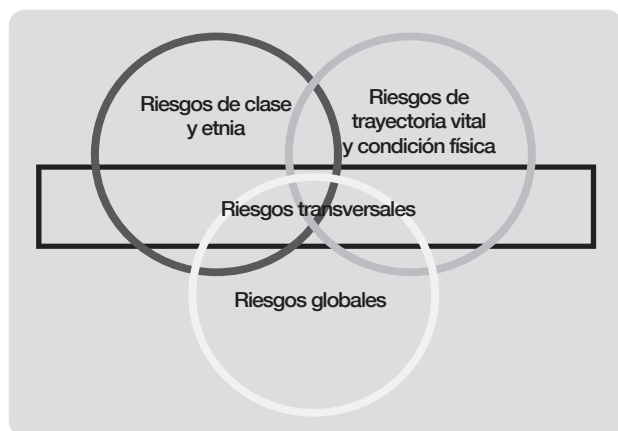 Riesgos de clase
y etnia
Riesgos de
trayectoria vital
y condición física
Riesgos transversales
Riesgos globales